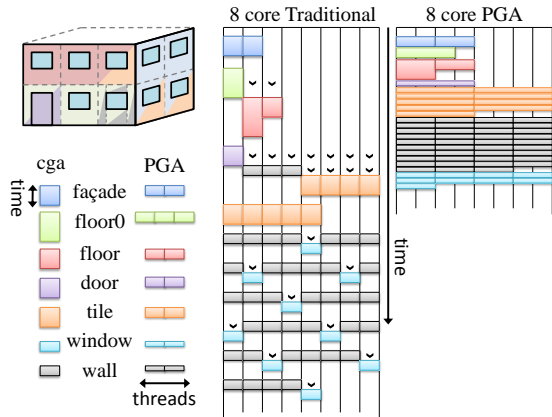 8 core Traditional
8 core PGA
cga
PGA
time
façade
floor0
floor
door
tile
window
wall
threads
time